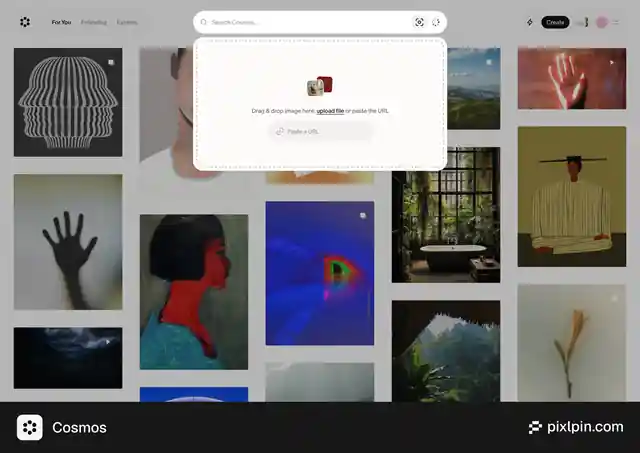 For You
Following
Explore
Search Cosmos...
Create
Drag & drop image here, upload file or paste the URL
Paste a URL
Cosmos
pixlpin.com